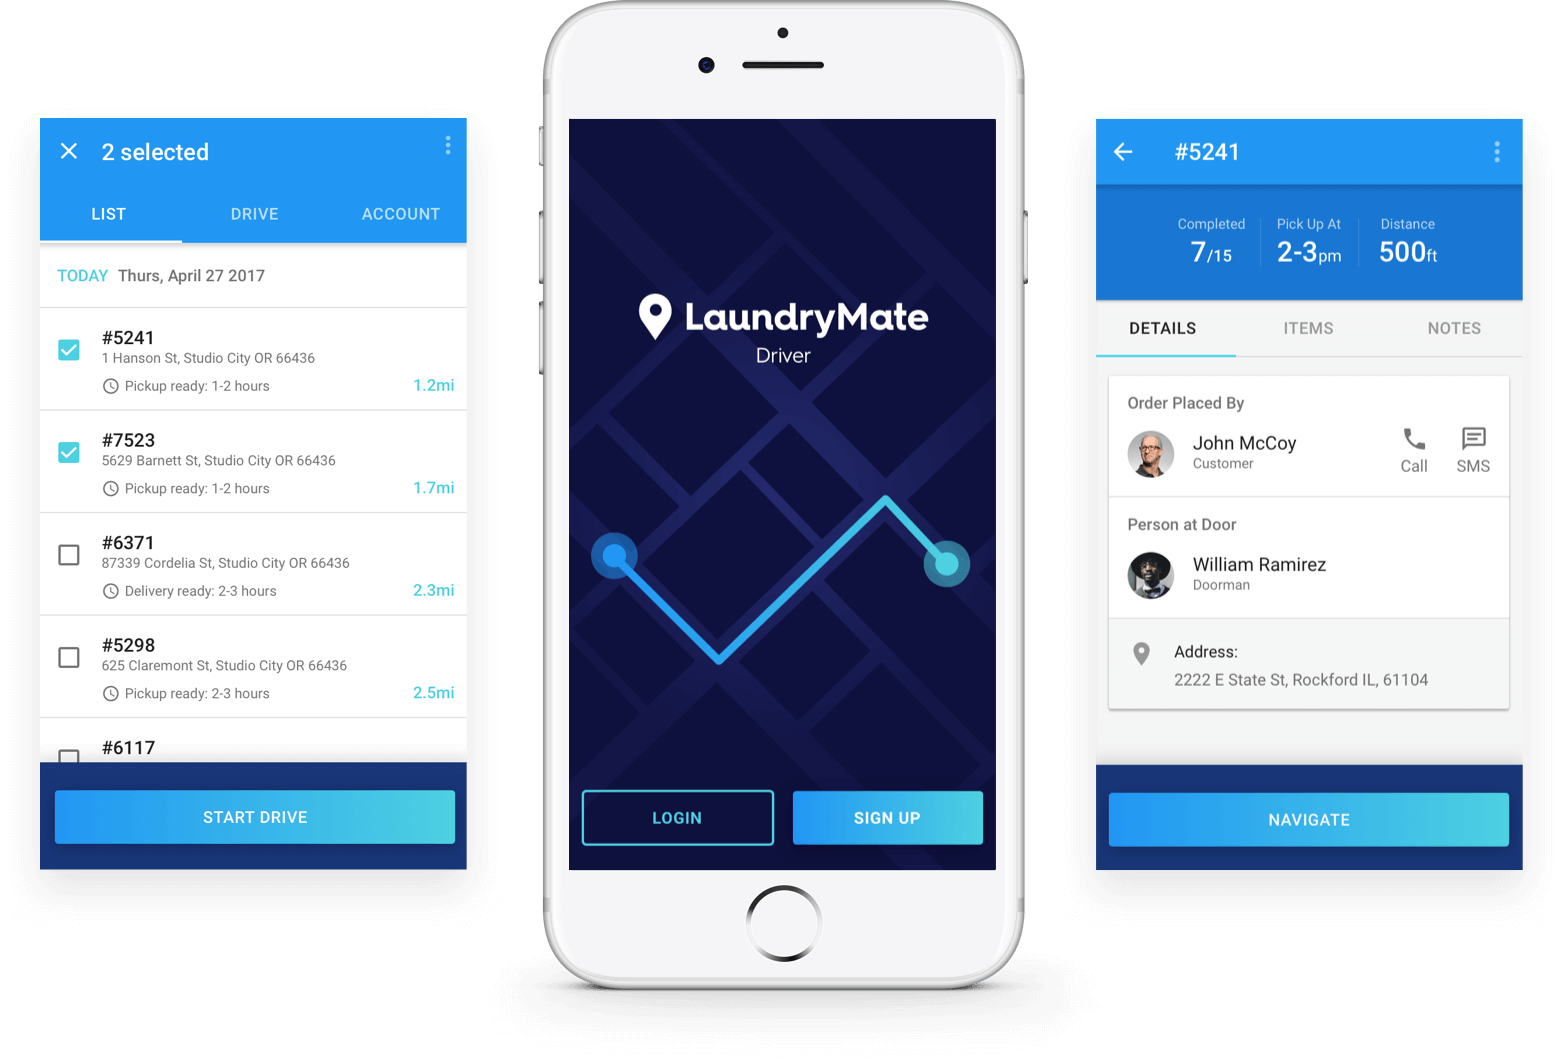 2 selected
LIST DRIVE ACCOUNT
TODAY Thurs, April 27 2017
#5241
1 Hanson St, Studio City OR 66436
Pickup ready: 1-2 hours 1.2mi
#7523
5629 Barnett St, Studio City OR 66436
Pickup ready: 1-2 hours 1.7mi
#6371
87339 Cordelia St, Studio City OR 66436
Delivery ready: 2-3 hours 2.3mi
#5298
625 Claremont St, Studio City OR 66436
Pickup ready: 2-3 hours 2.5mi
#6117
START DRIVE
LaundryMate
Driver
LOGIN SIGN UP
#5241
Completed Pick Up At Distance
7/15 2-3pm 500ft
DETAILS ITEMS NOTES
Order Placed By
John McCoy
Customer
Call SMS
Person at Door
William Ramirez
Doorman
Address:
2222 E State St, Rockford IL, 61104
NAVIGATE